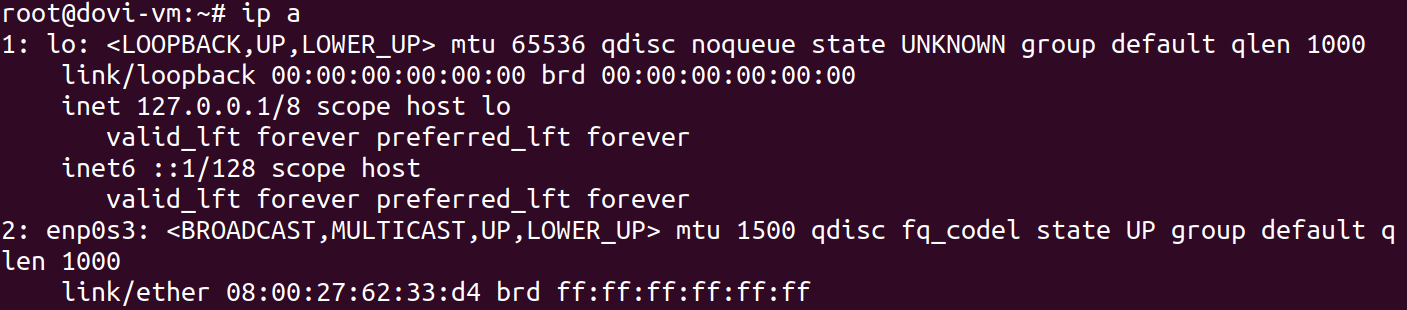 root@dovi-vm:~# ip a
1: lo: <LOOPBACK,UP,LOWER_UP> mtu 65536 qdisc noqueue state UNKNOWN group default qlen 1000
    link/loopback 00:00:00:00:00:00 brd 00:00:00:00:00:00
    inet 127.0.0.1/8 scope host lo
       valid_lft forever preferred_lft forever
    inet6 ::1/128 scope host
       valid_lft forever preferred_lft forever
2: enp0s3: <BROADCAST,MULTICAST,UP,LOWER_UP> mtu 1500 qdisc fq_codel state UP group default q
len 1000
    link/ether 08:00:27:62:33:d4 brd ff:ff:ff:ff:ff:ff